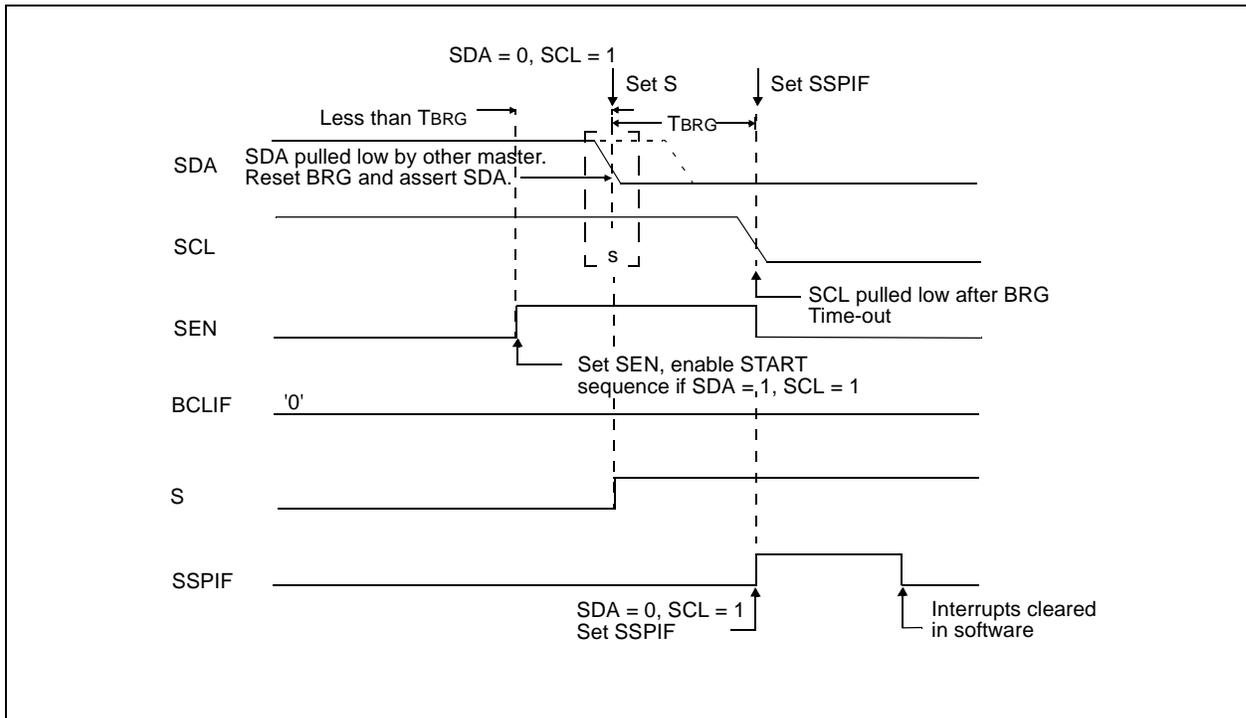 SDA = 0, SCL = 1
Set S
Set SSPIF
Less than TBRG
TBRG
SDA
SDA pulled low by other master.
Reset BRG and assert SDA.
SCL
s
SCL pulled low after BRG
Time-out
SEN
Set SEN, enable START
sequence if SDA = 1, SCL = 1
BCLIF
'0'
S
SSPIF
SDA = 0, SCL = 1
Set SSPIF
Interrupts cleared
in software